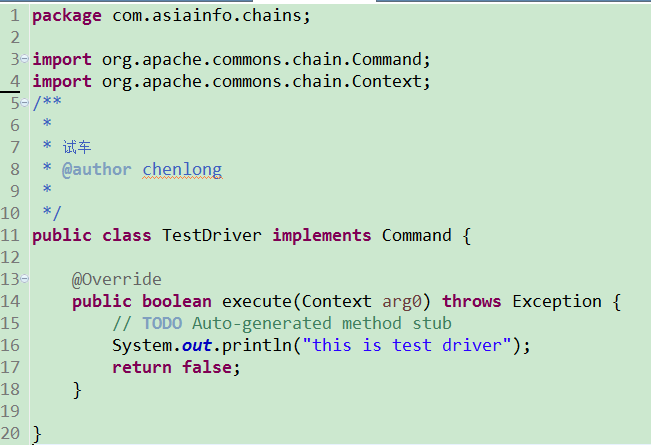 1 package com.asiainfo.chains;
2
3 import org.apache.commons.chain.Command;
4 import org.apache.commons.chain.Context;
5 /**
6  *
7  * 试车
8  * @author chenlong
9  *
10  */
11 public class TestDriver implements Command {
12
13     @Override
14     public boolean execute(Context arg0) throws Exception {
15         // TODO Auto-generated method stub
16         System.out.println("this is test driver");
17         return false;
18     }
19
20 }